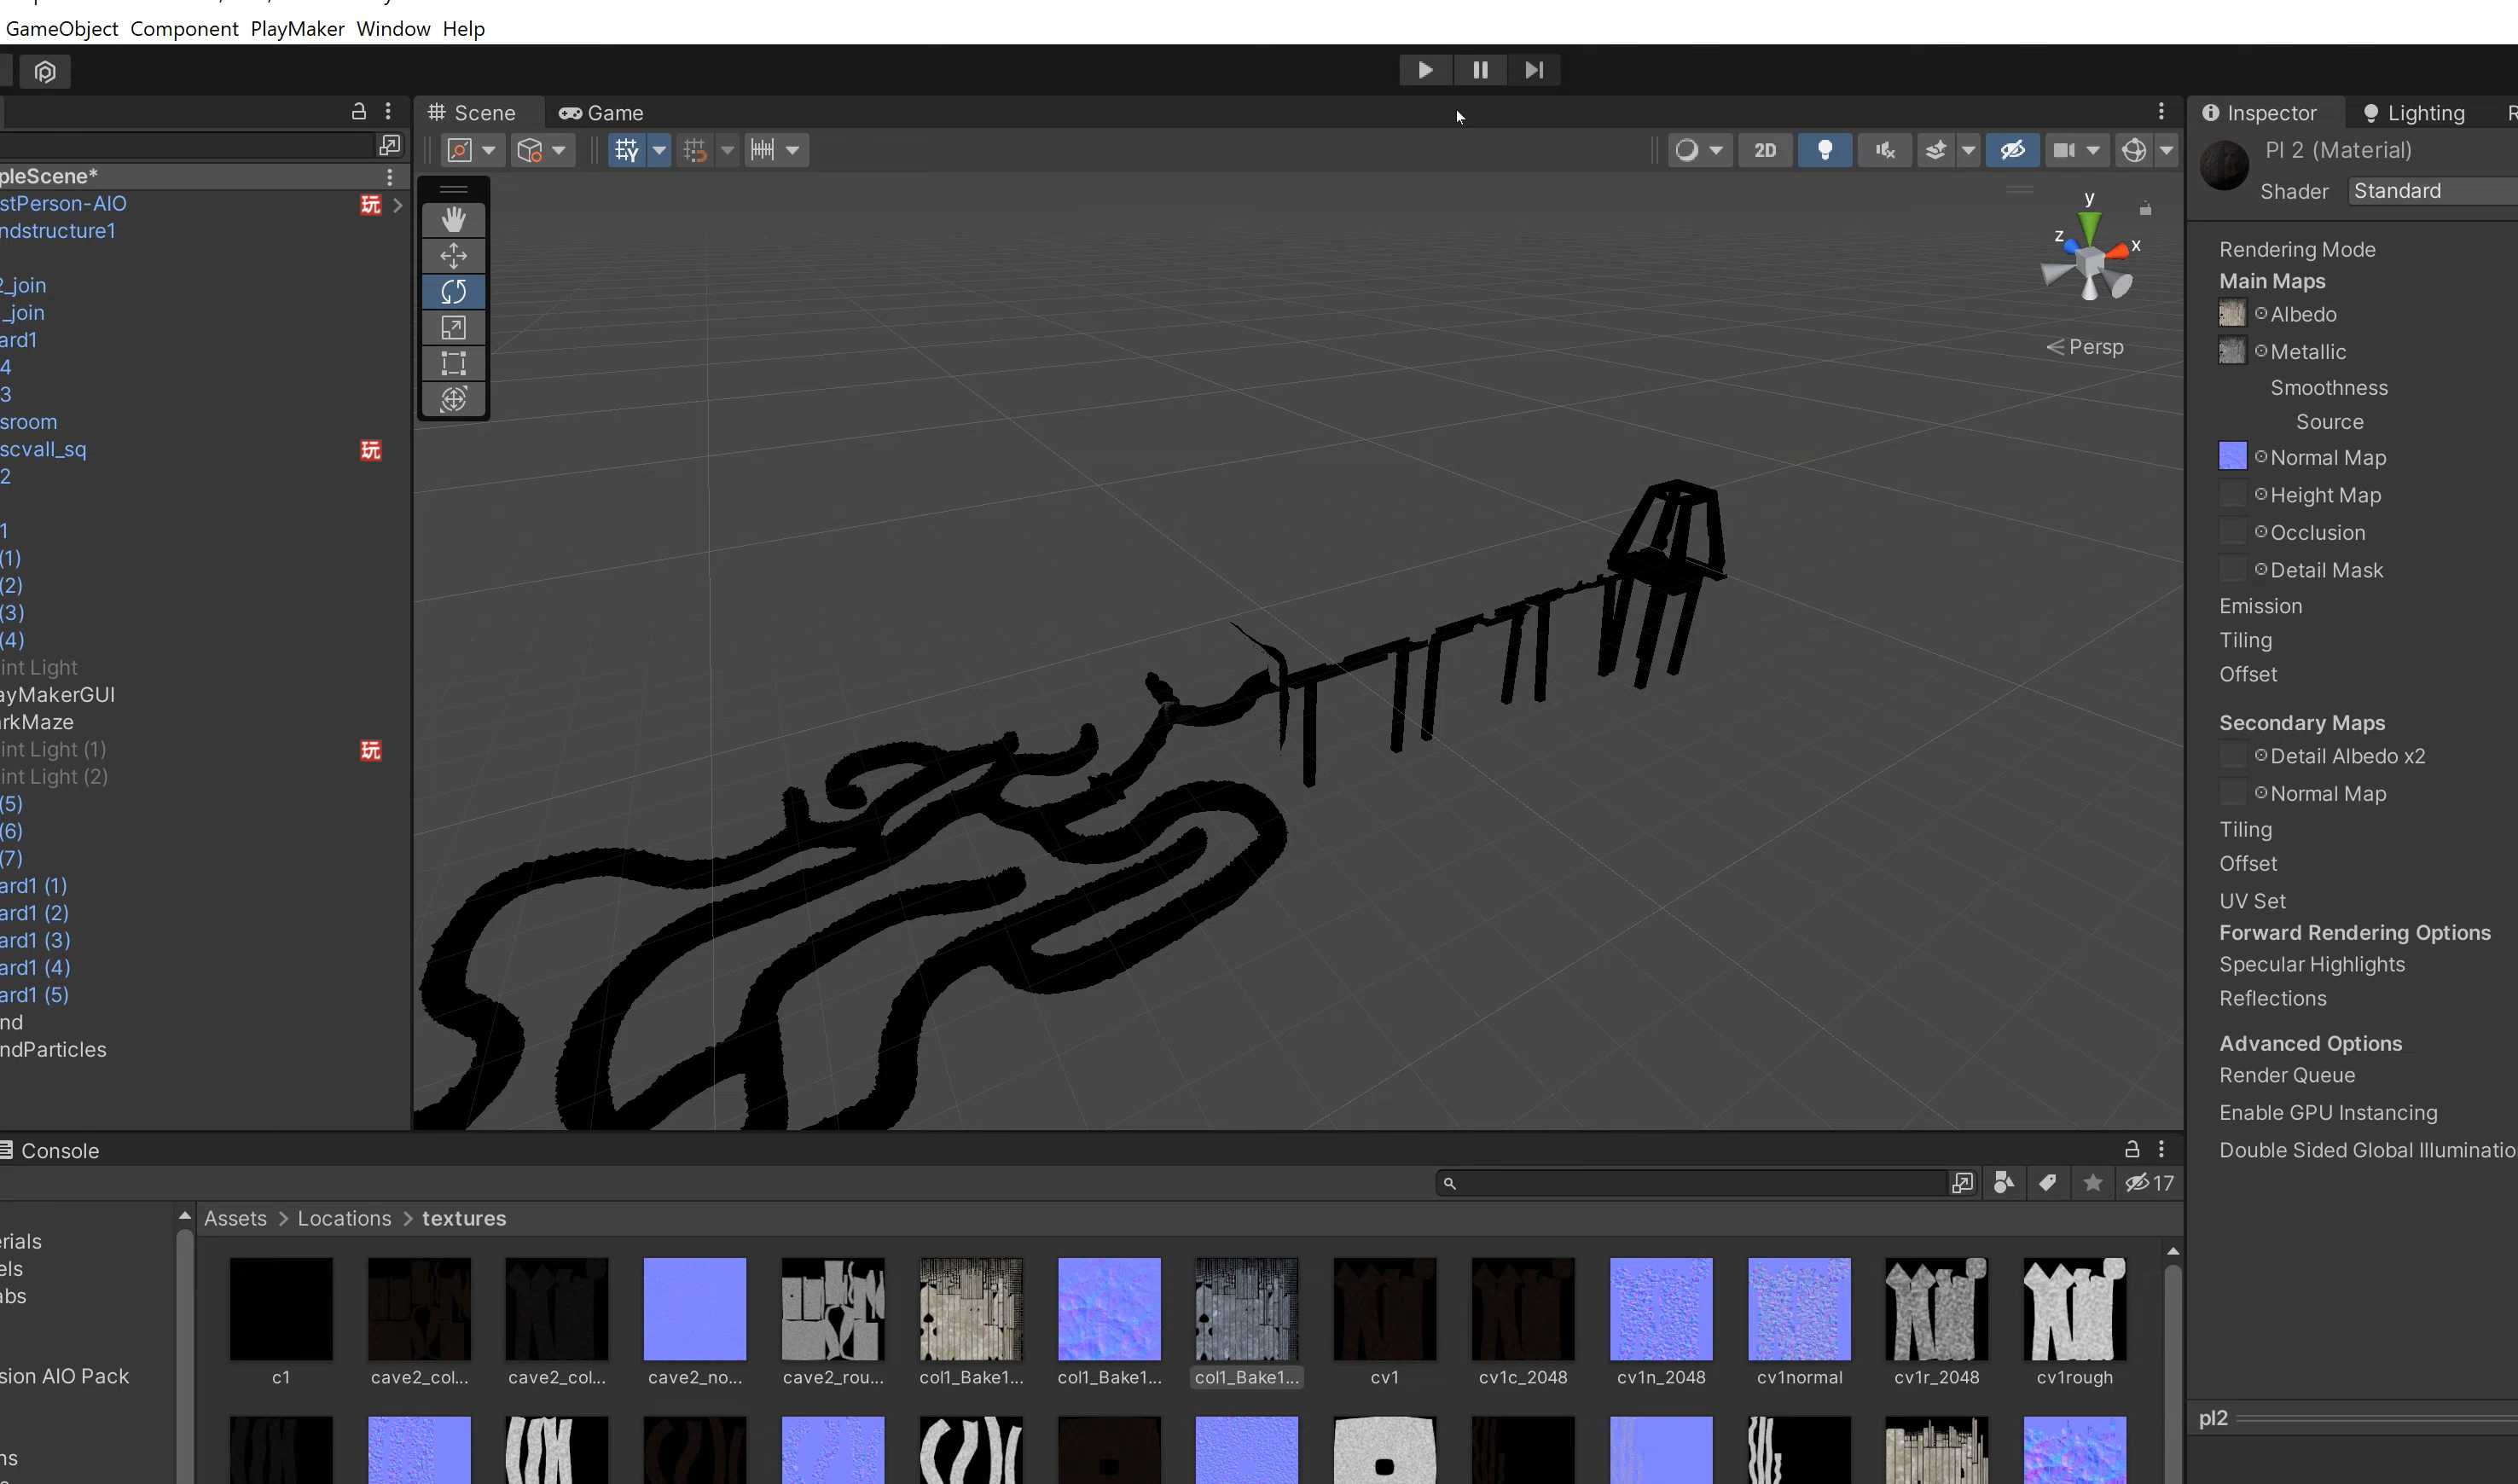 GameObject Component PlayMaker Window Help
Scene
Game
Inspector
Lighting
2D
pleScene*
stPerson-AIO
玩
ndstructure1
2_join
_join
ard1
4
3
sroom
scvall_sq
玩
2
1
(1)
(2)
(3)
(4)
int Light
ayMakerGUI
arkMaze
int Light (1)
玩
int Light (2)
(5)
(6)
(7)
ard1 (1)
ard1 (2)
ard1 (3)
ard1 (4)
ard1 (5)
nd
ndParticles
y
z
x
Persp
Pl 2 (Material)
Shader
Standard
Rendering Mode
Main Maps
Albedo
Metallic
Smoothness
Source
Normal Map
Height Map
Occlusion
Detail Mask
Emission
Tiling
Offset
Secondary Maps
Detail Albedo x2
Normal Map
Tiling
Offset
UV Set
Forward Rendering Options
Specular Highlights
Reflections
Advanced Options
Render Queue
Enable GPU Instancing
Double Sided Global Illuminatio
pl2
Console
17
Assets > Locations > textures
erials
els
abs
sion AIO Pack
ns
c1
cave2_col...
cave2_col...
cave2_no...
cave2_rou...
col1_Bake1...
col1_Bake1...
col1_Bake1...
cv1
cv1c_2048
cv1n_2048
cv1normal
cv1r_2048
cv1rough